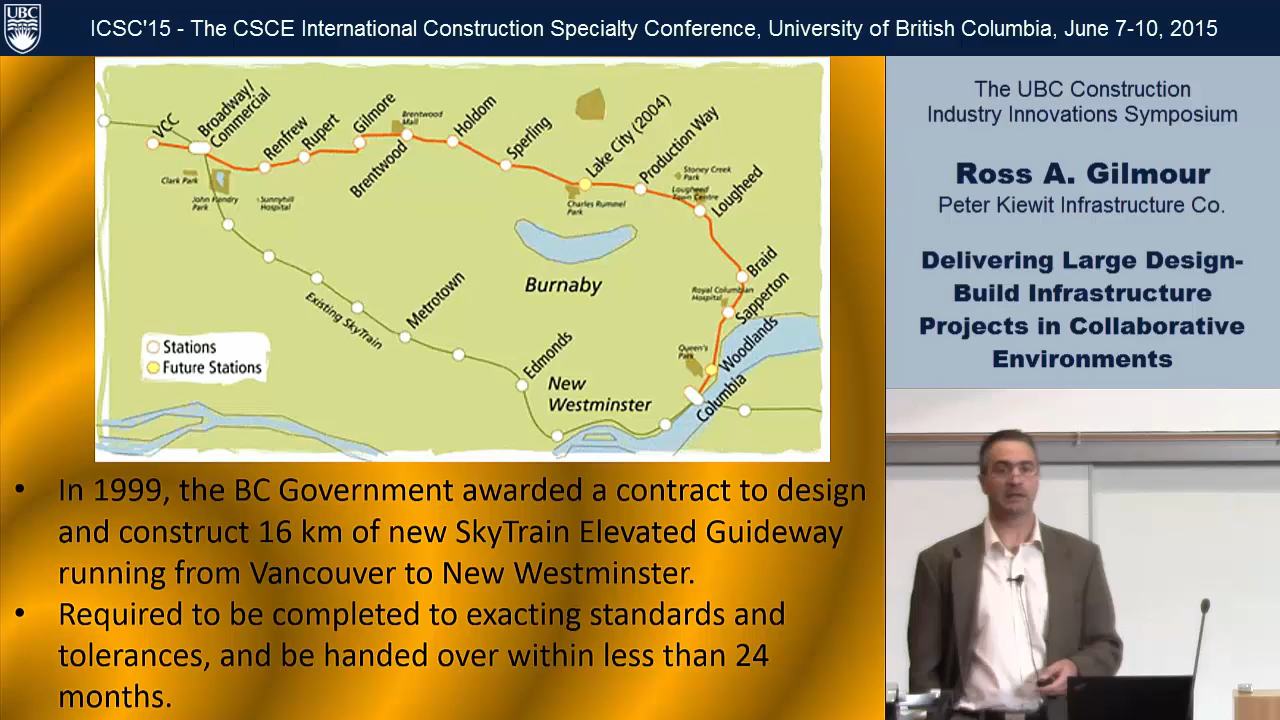 UBC
ICSC'15 - The CSCE International Construction Specialty Conference, University of British Columbia, June 7-10, 2015
VCC
Broadway/
Commercial
Renfrew
Rupert
Gilmore
Brentwood
Mall
Brentwood
Holdom
Sperling
Lake City (2004)
Production Way
Stoney Creek
Park
Lougheed
Town Centre
Lougheed
Clark Park
John Hendry
Park
Sunnyhill
Hospital
Charles Rummel
Park
Burnaby
Braid
Royal Columbian
Hospital
Sapperton
Existing SkyTrain
Metrotown
Queen's
Park
Woodlands
Stations
Future Stations
Edmonds
New
Westminster
Columbia
• In 1999, the BC Government awarded a contract to design
and construct 16 km of new SkyTrain Elevated Guideway
running from Vancouver to New Westminster.
• Required to be completed to exacting standards and
tolerances, and be handed over within less than 24
months.
The UBC Construction
Industry Innovations Symposium
Ross A. Gilmour
Peter Kiewit Infrastructure Co.
Delivering Large Design-
Build Infrastructure
Projects in Collaborative
Environments